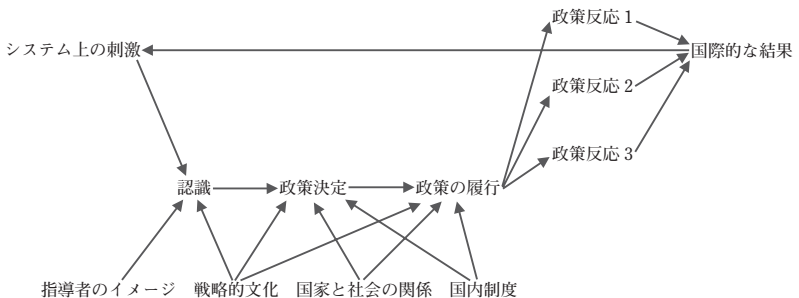 政策反応 1
システム上の刺激
国際的な結果
政策反応 2
政策反応 3
認識
政策決定
政策の履行
指導者のイメージ
戦略的文化
国家と社会の関係
国内制度